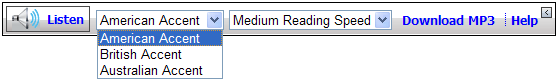 Listen American Accent Medium Reading Speed Download MP3 Help
American Accent
British Accent
Australian Accent